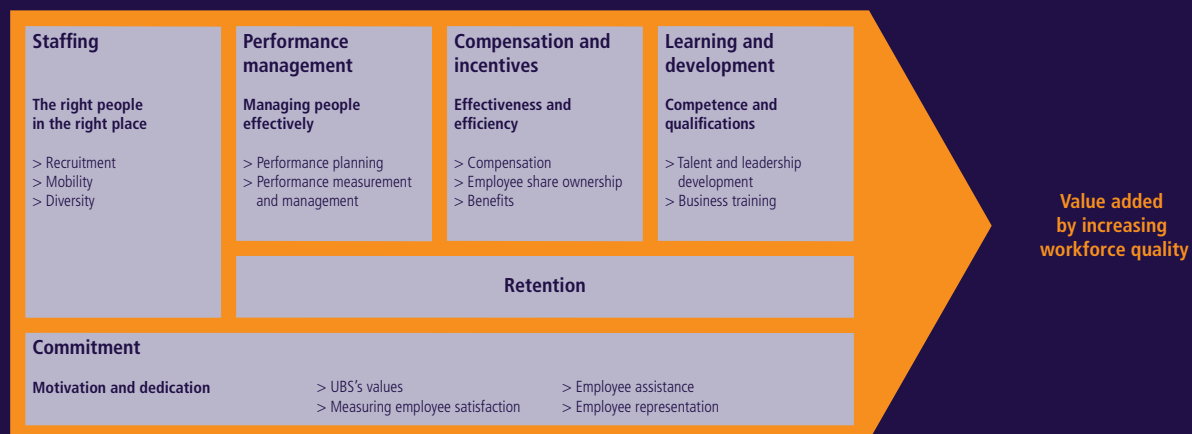 Staffing
The right people
in the right place
> Recruitment
> Mobility
> Diversity
Performance
management
Managing people
effectively
> Performance planning
> Performance measurement
and management
Compensation and
incentives
Effectiveness and
efficiency
> Compensation
> Employee share ownership
> Benefits
Learning and
development
Competence and
qualifications
> Talent and leadership
development
> Business training
Retention
Commitment
Motivation and dedication
> UBS's values
> Measuring employee satisfaction
> Employee assistance
> Employee representation
Value added
by increasing
workforce quality